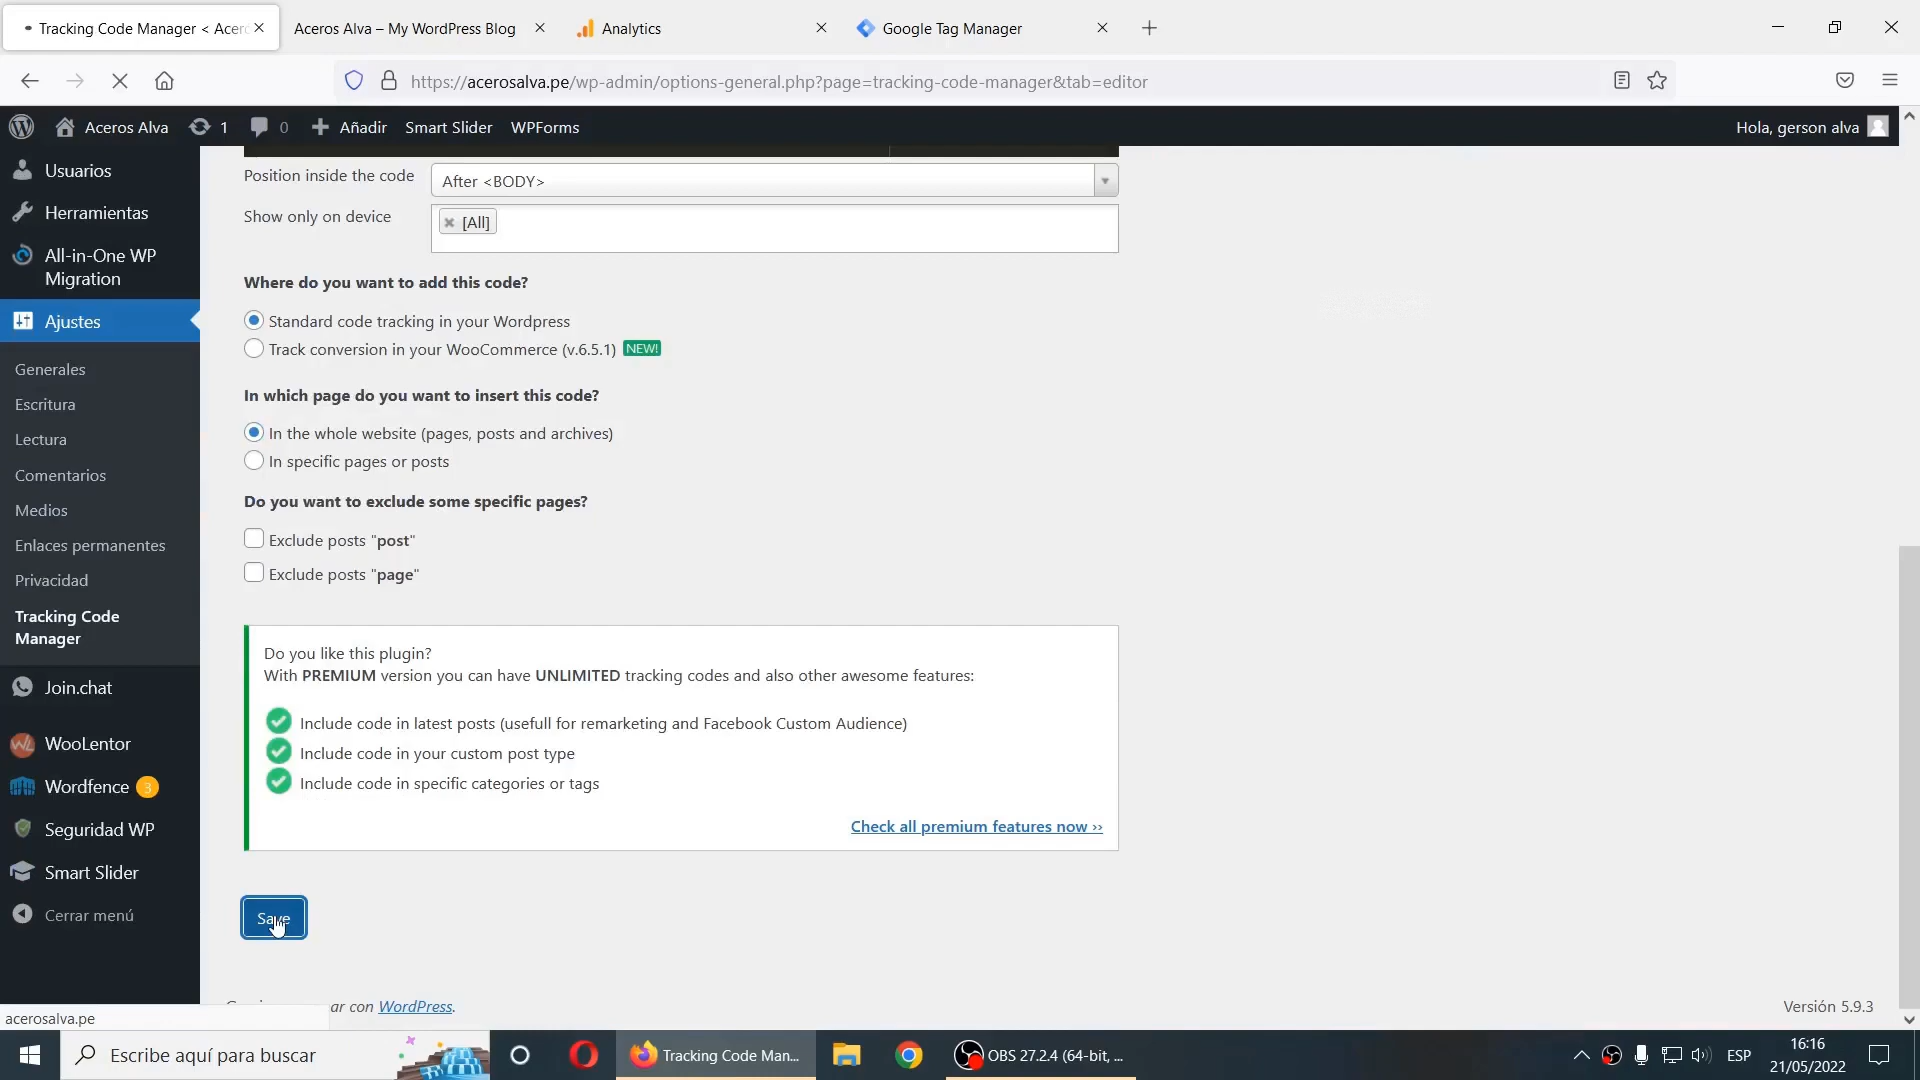 Tracking Code Manager < Acero
Aceros Alva – My WordPress Blog
Analytics
Google Tag Manager
https://acerosalva.pe/wp-admin/options-general.php?page=tracking-code-manager&tab=editor
Aceros Alva
1
0
Añadir
Smart Slider
WPForms
Hola, gerson alva
Usuarios
Herramientas
All-in-One WP
Migration
Ajustes
Generales
Escritura
Lectura
Comentarios
Medios
Enlaces permanentes
Privacidad
Tracking Code
Manager
Join.chat
WooLentor
Wordfence 3
Seguridad WP
Smart Slider
Cerrar menú
Position inside the code
After <BODY>
Show only on device
[All]
Where do you want to add this code?
Standard code tracking in your Wordpress
Track conversion in your WooCommerce (v.6.5.1) NEW!
In which page do you want to insert this code?
In the whole website (pages, posts and archives)
In specific pages or posts
Do you want to exclude some specific pages?
Exclude posts "post"
Exclude posts "page"
Do you like this plugin?
With PREMIUM version you can have UNLIMITED tracking codes and also other awesome features:
Include code in latest posts (usefull for remarketing and Facebook Custom Audience)
Include code in your custom post type
Include code in specific categories or tags
Check all premium features now ››
Save
ar con WordPress.
Versión 5.9.3
acerosalva.pe
Escribe aquí para buscar
Tracking Code Man...
OBS 27.2.4 (64-bit, ...
ESP
16:16
21/05/2022